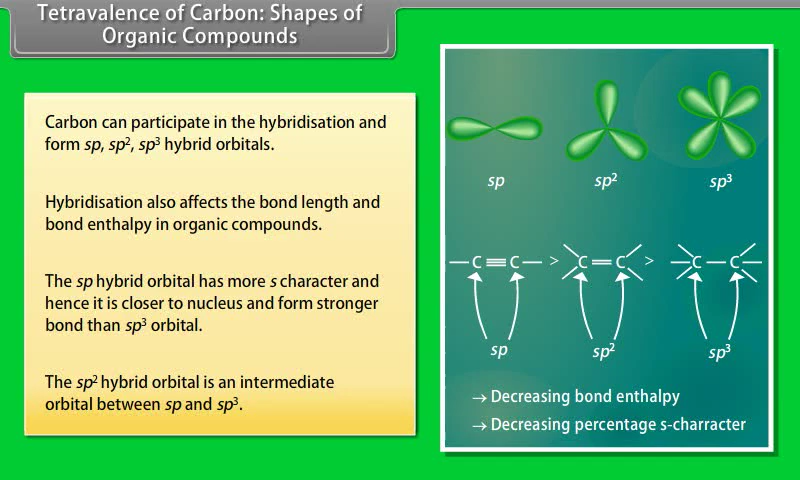 Tetravalence of Carbon: Shapes of
Organic Compounds
Carbon can participate in the hybridisation and
form sp, sp², sp³ hybrid orbitals.
Hybridisation also affects the bond length and
bond enthalpy in organic compounds.
The sp hybrid orbital has more s character and
hence it is closer to nucleus and form stronger
bond than sp³ orbital.
The sp² hybrid orbital is an intermediate
orbital between sp and sp³.
sp sp² sp³
—C≡C— > C=C > C—C
sp sp² sp³
→ Decreasing bond enthalpy
→ Decreasing percentage s-charracter